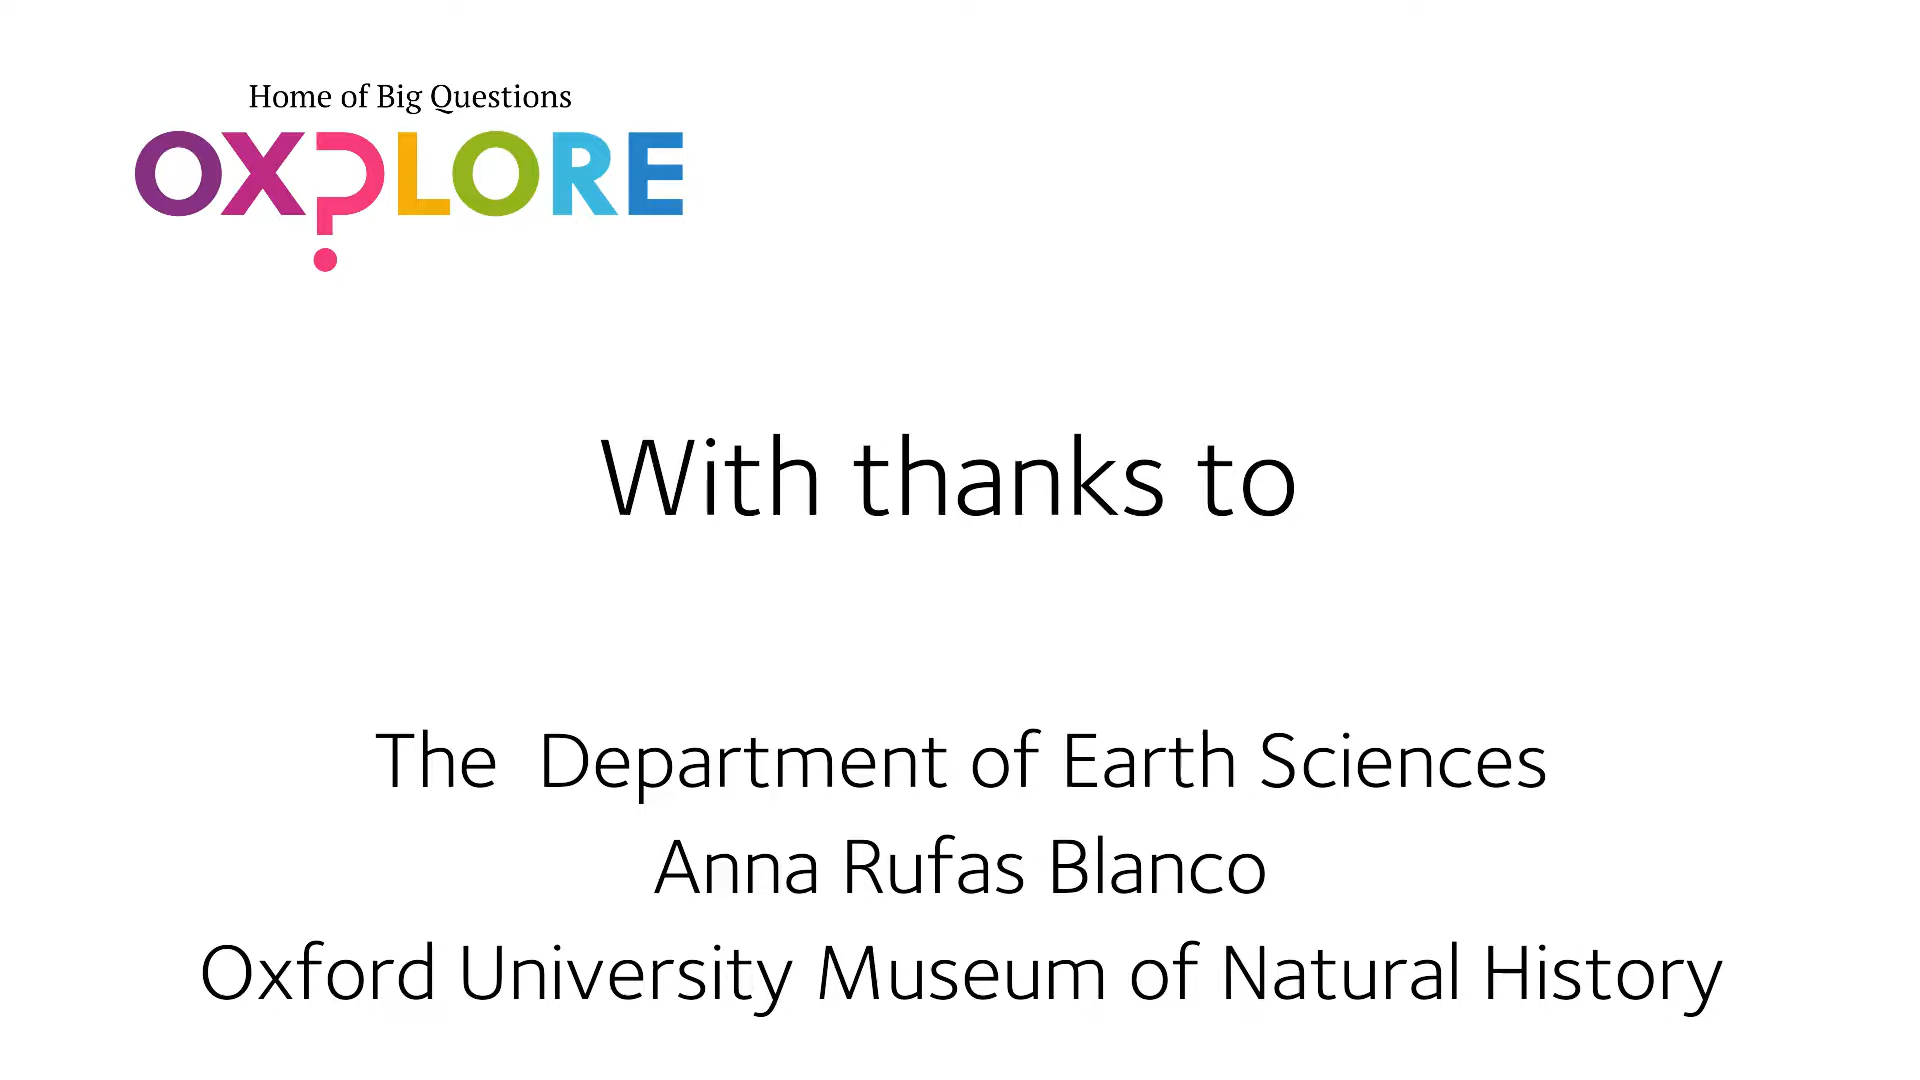 Home of Big Questions
OXPLORE
With thanks to
The Department of Earth Sciences
Anna Rufas Blanco
Oxford University Museum of Natural History